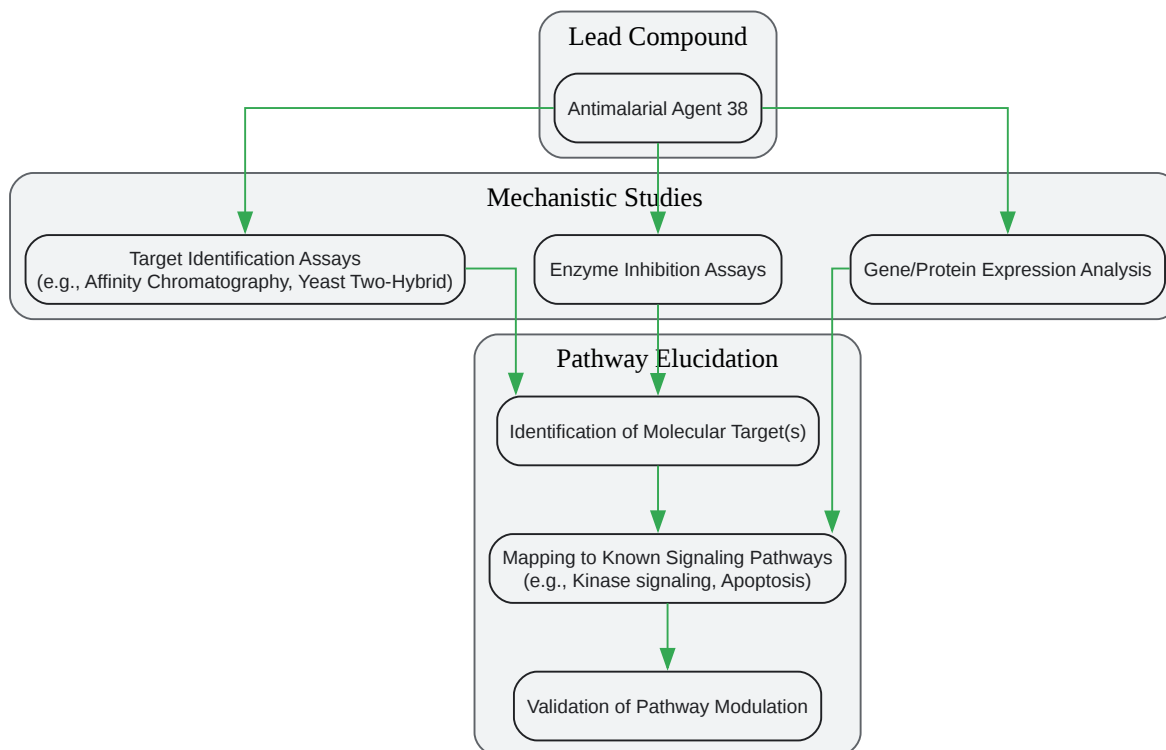 Lead Compound
Antimalarial Agent 38
Mechanistic Studies
Target Identification Assays
(e.g., Affinity Chromatography, Yeast Two-Hybrid)
Enzyme Inhibition Assays
Gene/Protein Expression Analysis
Pathway Elucidation
Identification of Molecular Target(s)
Mapping to Known Signaling Pathways
(e.g., Kinase signaling, Apoptosis)
Validation of Pathway Modulation